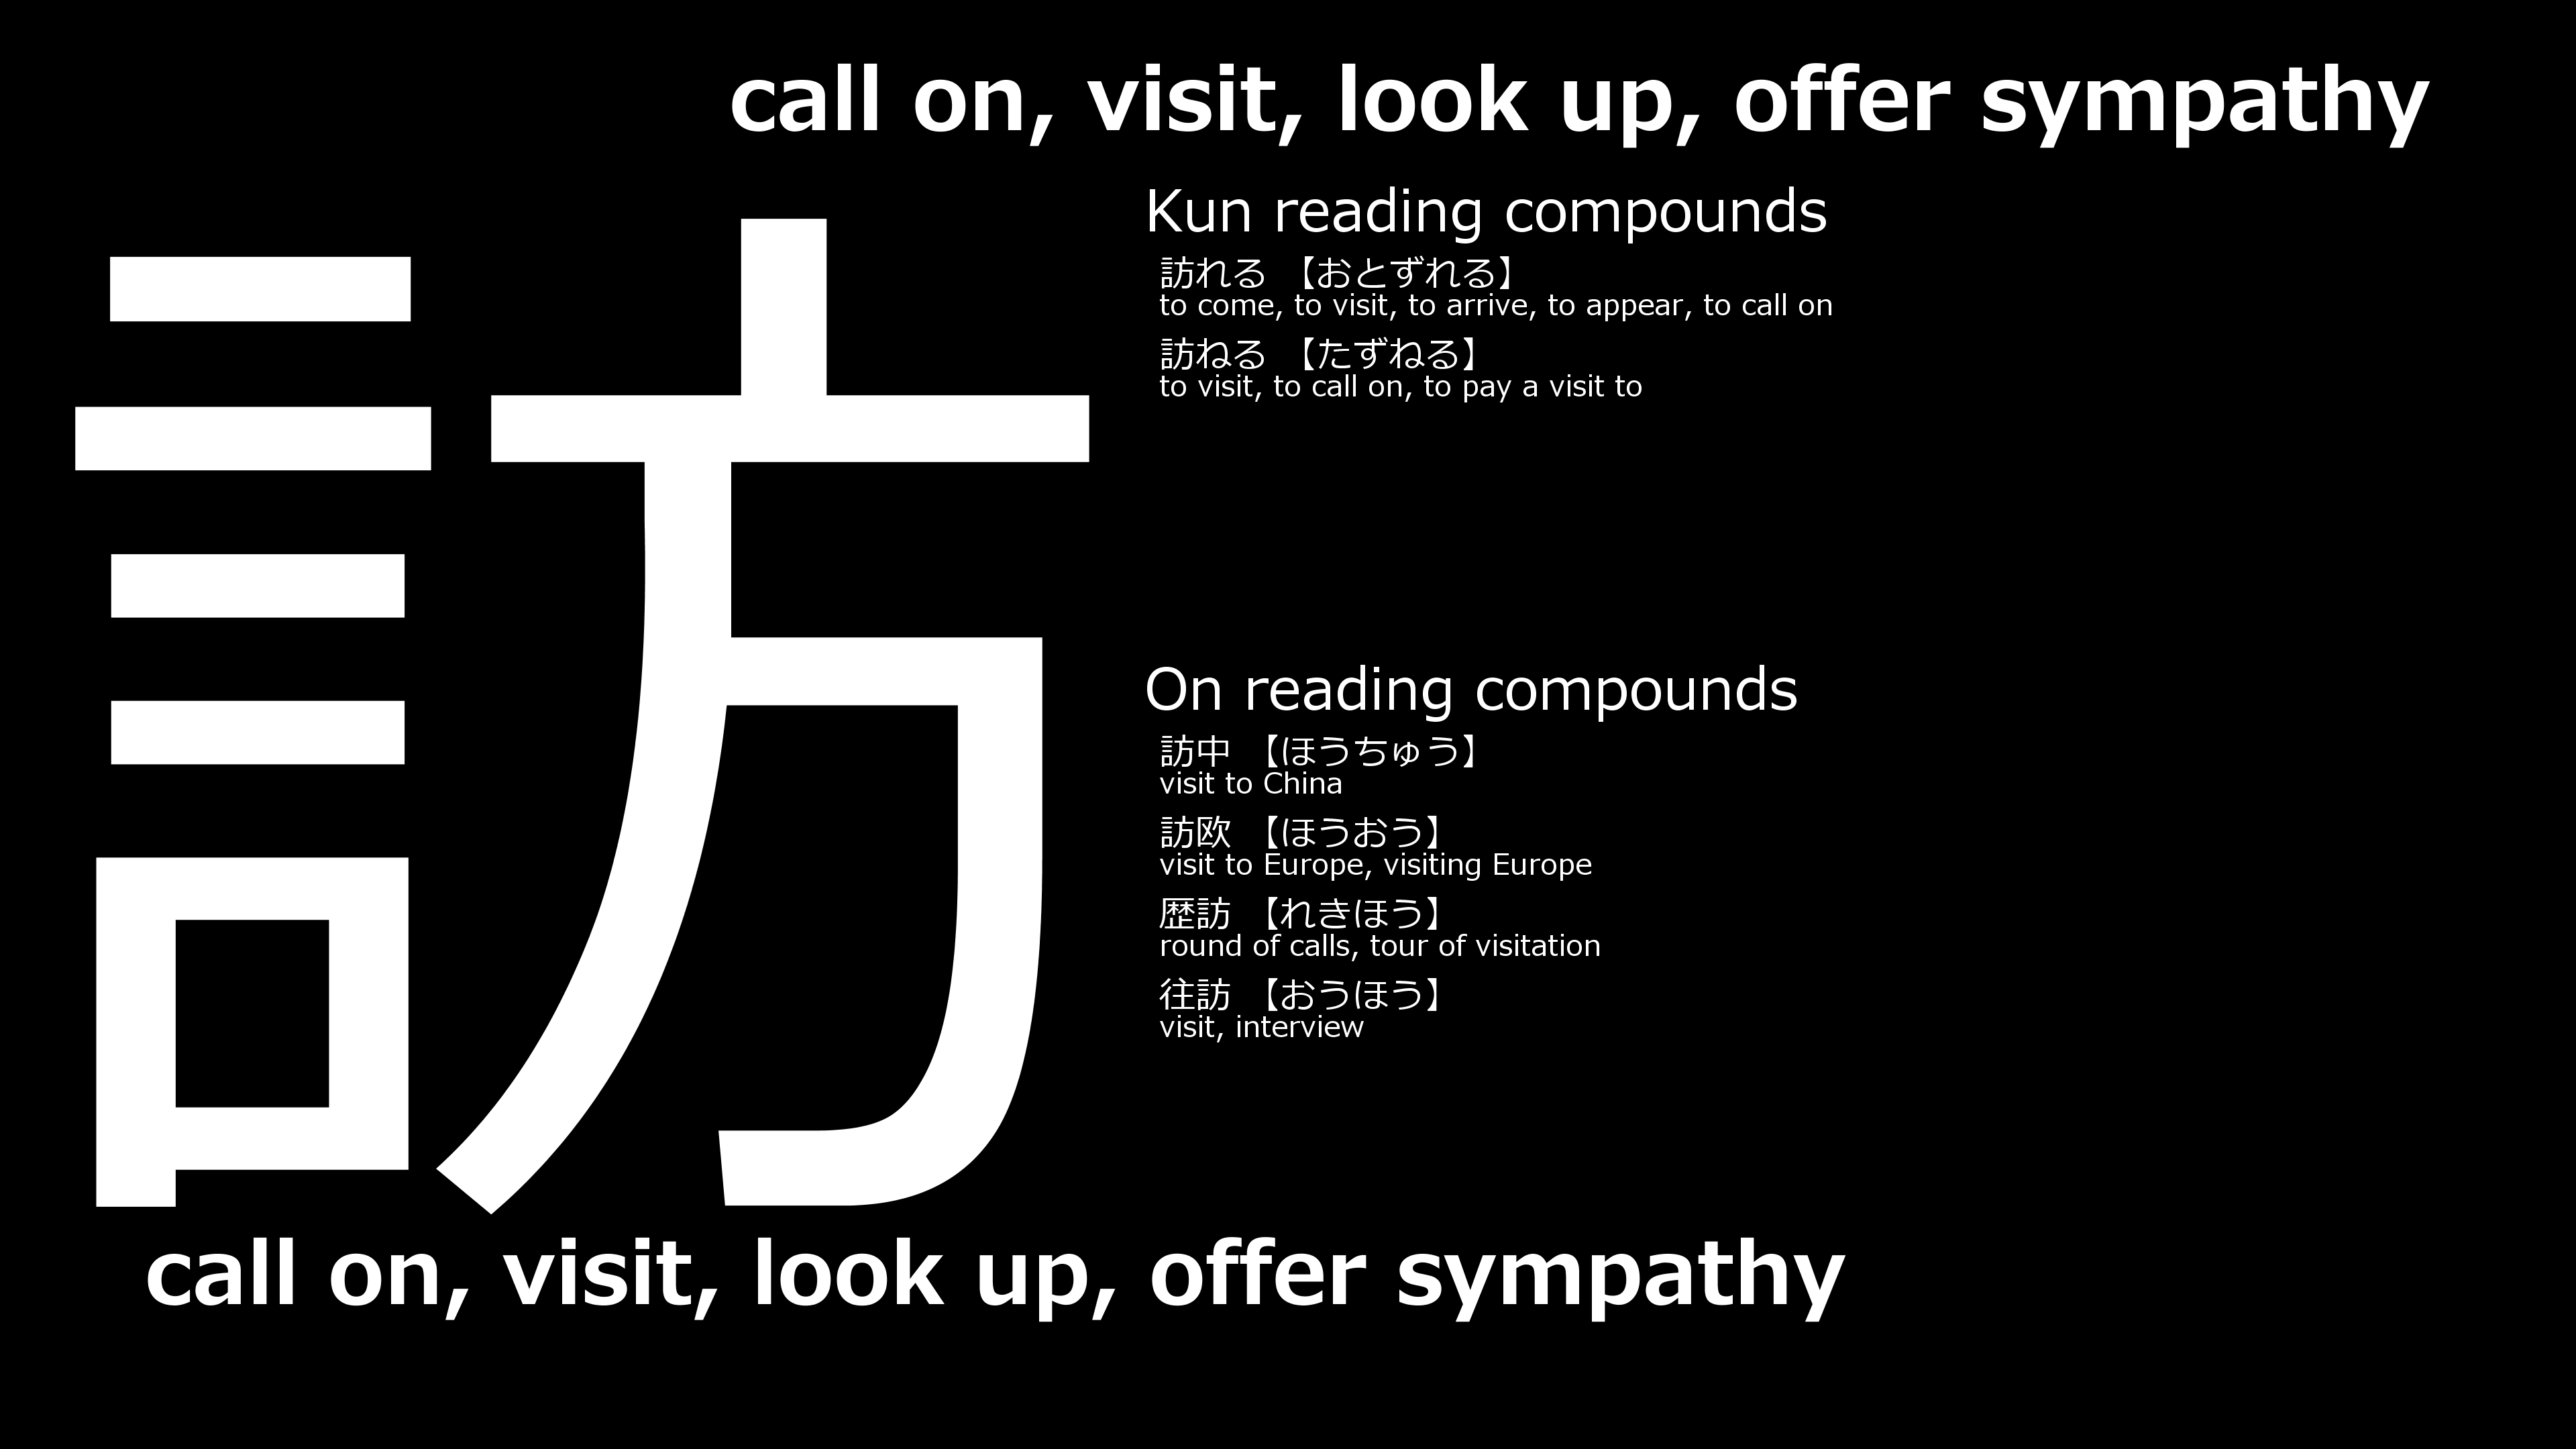 call on, visit, look up, offer sympathy
訪
Kun reading compounds
訪れる 【おとずれる】
to come, to visit, to arrive, to appear, to call on
訪ねる 【たずねる】
to visit, to call on, to pay a visit to
On reading compounds
訪中 【ほうちゅう】
visit to China
訪欧 【ほうおう】
visit to Europe, visiting Europe
歴訪 【れきほう】
round of calls, tour of visitation
往訪 【おうほう】
visit, interview
call on, visit, look up, offer sympathy